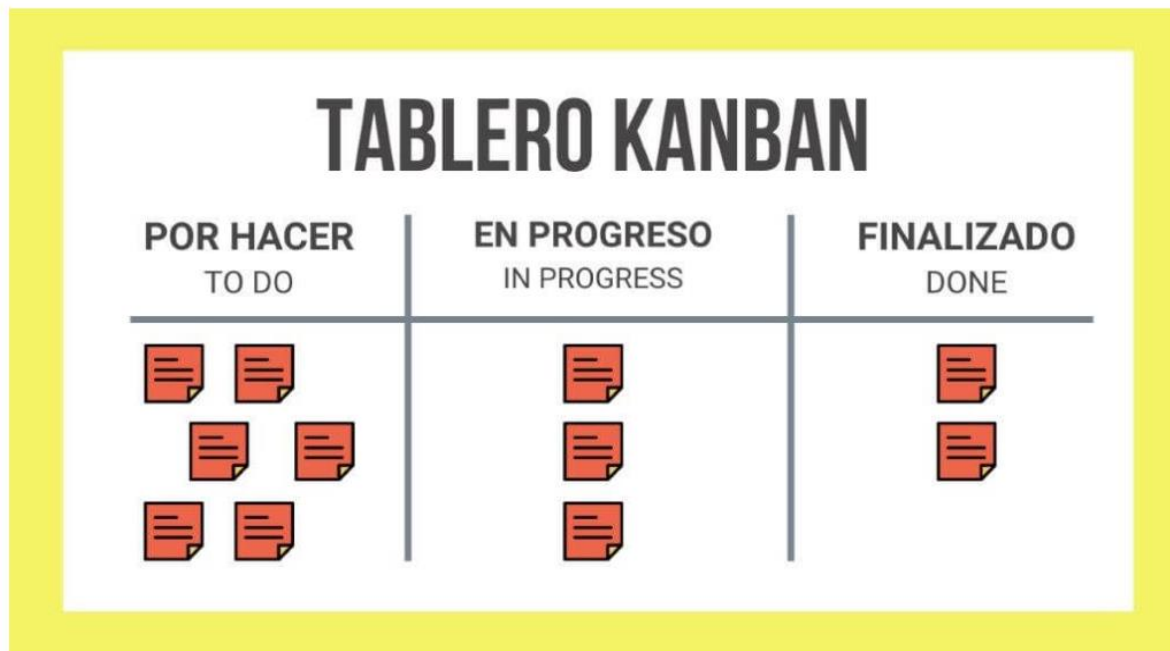 TABLERO KANBAN
POR HACER
TO DO
EN PROGRESO
IN PROGRESS
FINALIZADO
DONE